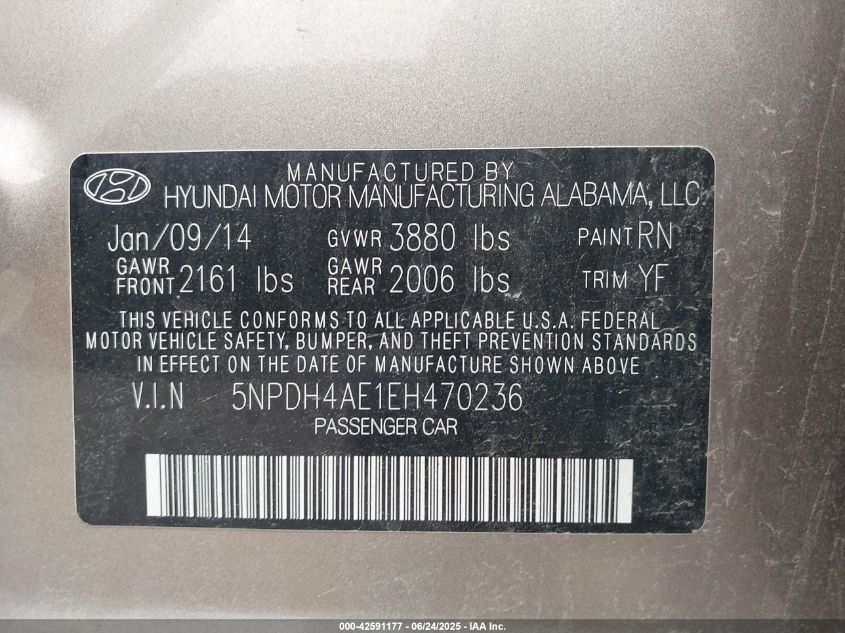 MANUFACTURED BY
HYUNDAI MOTOR MANUFACTURING ALABAMA, LLC
Jan/09/14 GVWR 3880 lbs PAINT RN
GAWR FRONT 2161 lbs GAWR REAR 2006 lbs TRIM YF
THIS VEHICLE CONFORMS TO ALL APPLICABLE U.S.A. FEDERAL
MOTOR VEHICLE SAFETY, BUMPER, AND THEFT PREVENTION STANDARDS
IN EFFECT ON THE DATE OF MANUFACTURE SHOWN ABOVE
V.I.N 5NPDH4AE1EH470236
PASSENGER CAR
000-42591177 - 06/24/2025 - IAA Inc.